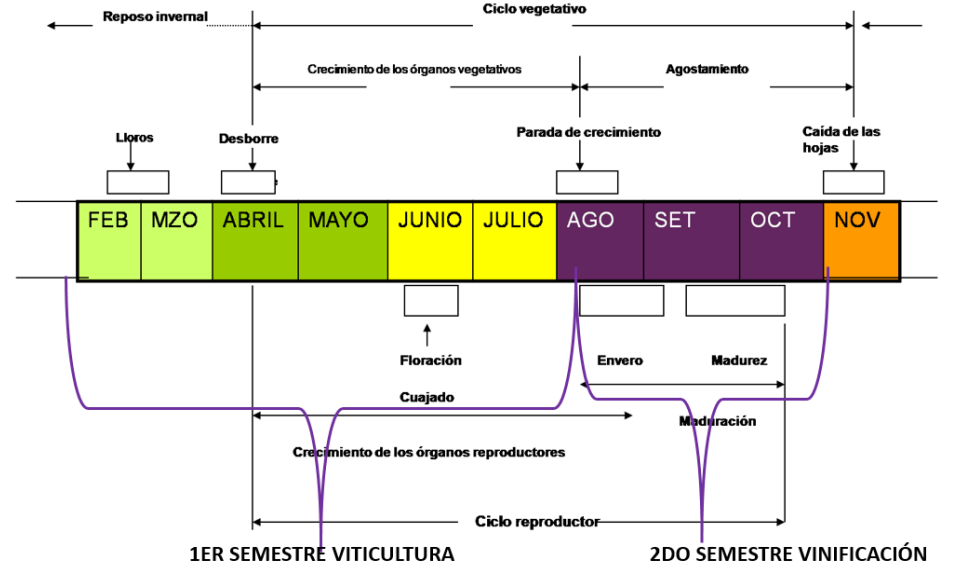 Reposo invernal
Ciclo vegetativo
Crecimiento de los órganos vegetativos
Agostamiento
Lloros
Desborre
Parada de crecimiento
Caída de las
hojas
FEB MZO ABRIL MAYO JUNIO JULIO AGO SET OCT NOV
Floración
Envero
Madurez
Cuajado
Maduración
Crecimiento de los órganos reproductores
Ciclo reproductor
1ER SEMESTRE VITICULTURA
2DO SEMESTRE VINIFICACIÓN